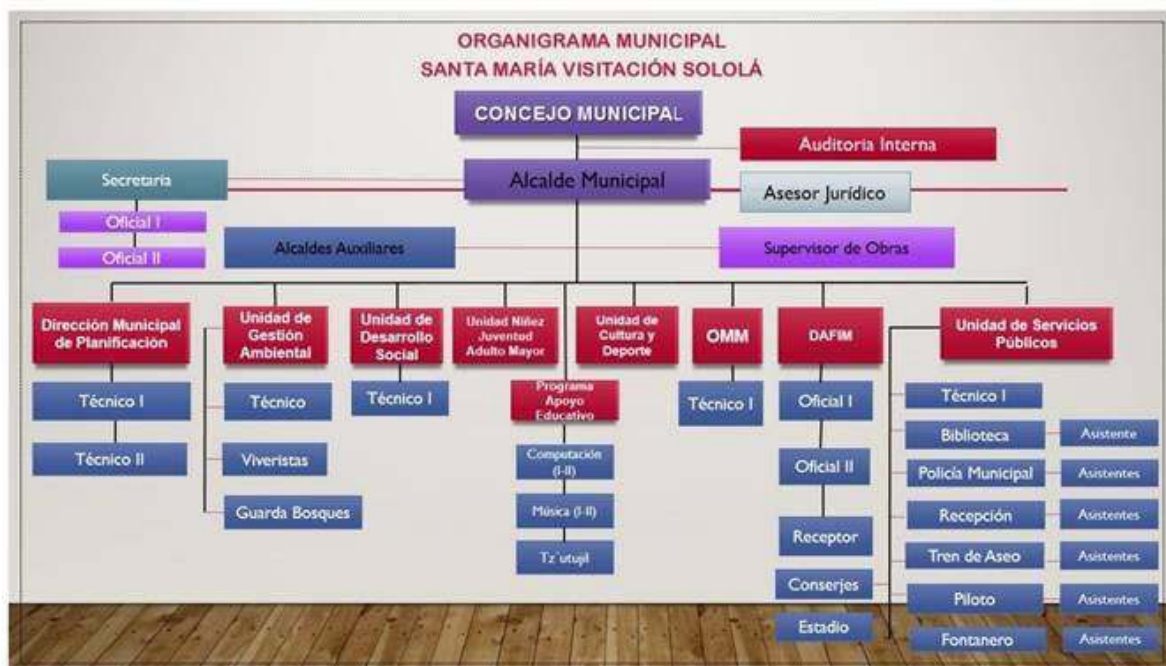 ORGANIGRAMA MUNICIPAL
SANTA MARÍA VISITACIÓN SOLOLÁ
CONCEJO MUNICIPAL
Auditoria Interna
Secretaria
Alcalde Municipal
Asesor Jurídico
Oficial I
Oficial II
Alcaldes Auxiliares
Supervisor de Obras
Dirección Municipal
de Planificación
Unidad de
Gestión
Ambiental
Unidad de
Desarrollo
Social
Unidad Niñez
Juventud
Adulto Mayor
Unidad de
Cultura y
Deporte
OMM
DAFIM
Unidad de Servicios
Públicos
Técnico I
Técnico II
Técnico
Viveristas
Guarda Bosques
Técnico I
Programa
Apoyo
Educativo
Computación
(I-II)
Música (I-II)
Tz`utujil
Técnico I
Oficial I
Oficial II
Receptor
Conserjes
Estadio
Técnico I
Biblioteca
Asistente
Policía Municipal
Asistentes
Recepción
Asistentes
Tren de Aseo
Asistentes
Piloto
Asistentes
Fontanero
Asistentes